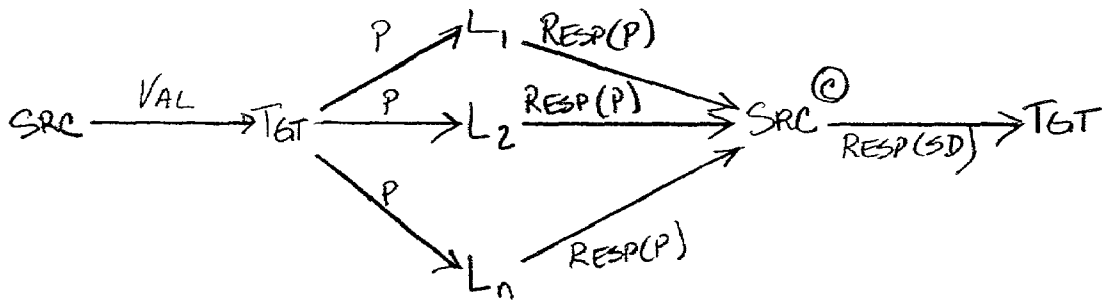 P L1 RESP(P)
SRC VAL TGT P L2 RESP(P) SRC © RESP(SD) TGT
P Ln RESP(P)